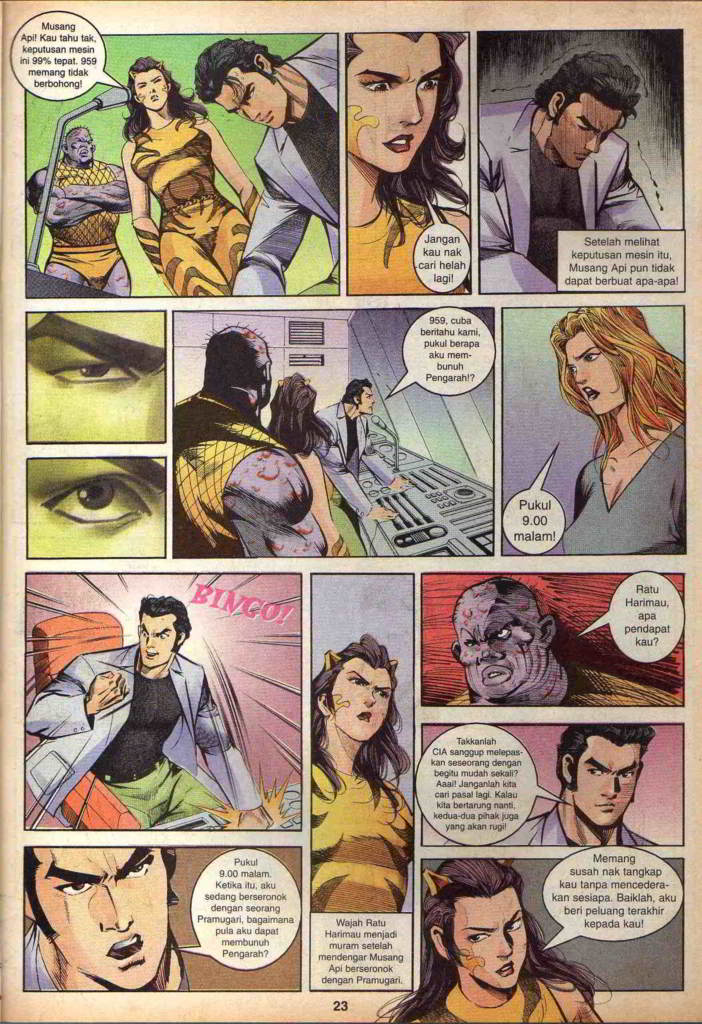 Musang
Api! Kau tahu tak,
keputusan mesin
ini 99% tepat. 959
memang tidak
berbohong!
Jangan
kau nak
cari helah
lagi!
Setelah melihat
keputusan mesin itu,
Musang Api pun tidak
dapat berbuat apa-apa!
959, cuba
beritahu kami,
pukul berapa
aku mem-
bunuh
Pengarah!?
Pukul
9.00
malam!
BINGO!
Ratu
Harimau,
apa
pendapat
kau?
Takkanlah
CIA sanggup melepas-
kan seseorang dengan
begitu mudah sekali?
Aaai! Janganlah kita
cari pasal lagi. Kalau
kita bertarung nanti,
kedua-dua pihak juga
yang akan rugi!
Pukul
9.00 malam.
Ketika itu, aku
sedang berseronok
dengan seorang
Pramugari, bagaimana
pula aku dapat
membunuh
Pengarah?
Wajah Ratu
Harimau menjadi
muram setelah
mendengar Musang
Api berseronok
dengan Pramugari.
Memang
susah nak tangkap
kau tanpa mencedera-
kan sesiapa. Baiklah, aku
beri peluang terakhir
kepada kau!
23